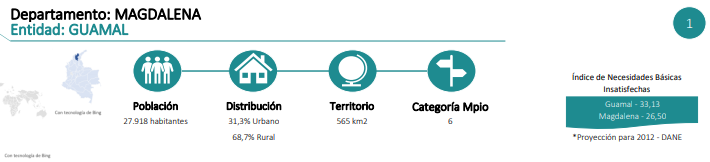 Departamento: MAGDALENA
Entidad: GUAMAL
1
Con tecnología de Bing
Población
27.918 habitantes
Distribución
31,3% Urbano
68,7% Rural
Territorio
565 km2
Categoría Mpio
6
Índice de Necesidades Básicas
Insatisfechas
Guamal - 33,13
Magdalena - 26,50
*Proyección para 2012 - DANE
Con tecnología de Bing